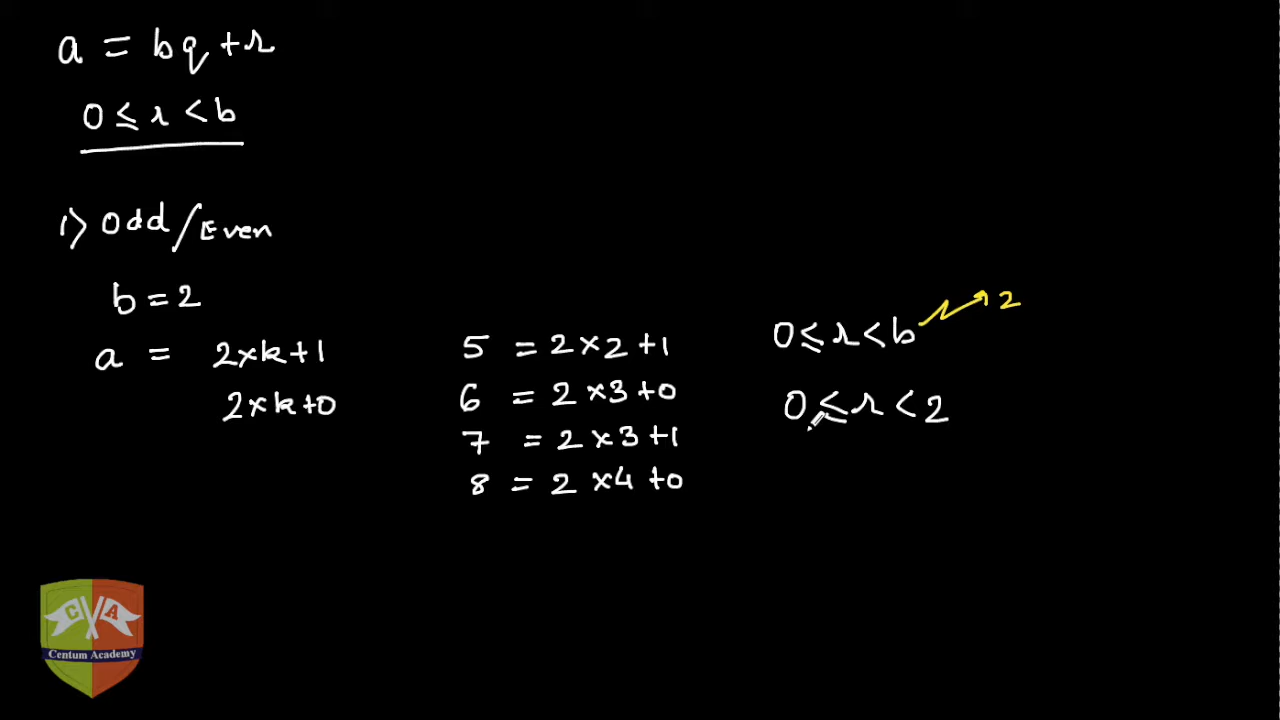 a = bq + r
0 ≤ r < b
1) Odd/Even
b = 2
a = 2×k+1
2×k+0
5 = 2×2+1
6 = 2×3+0
7 = 2×3+1
8 = 2×4+0
0 ≤ r < b 2
0 ≤ r < 2
C A
Centum Academy